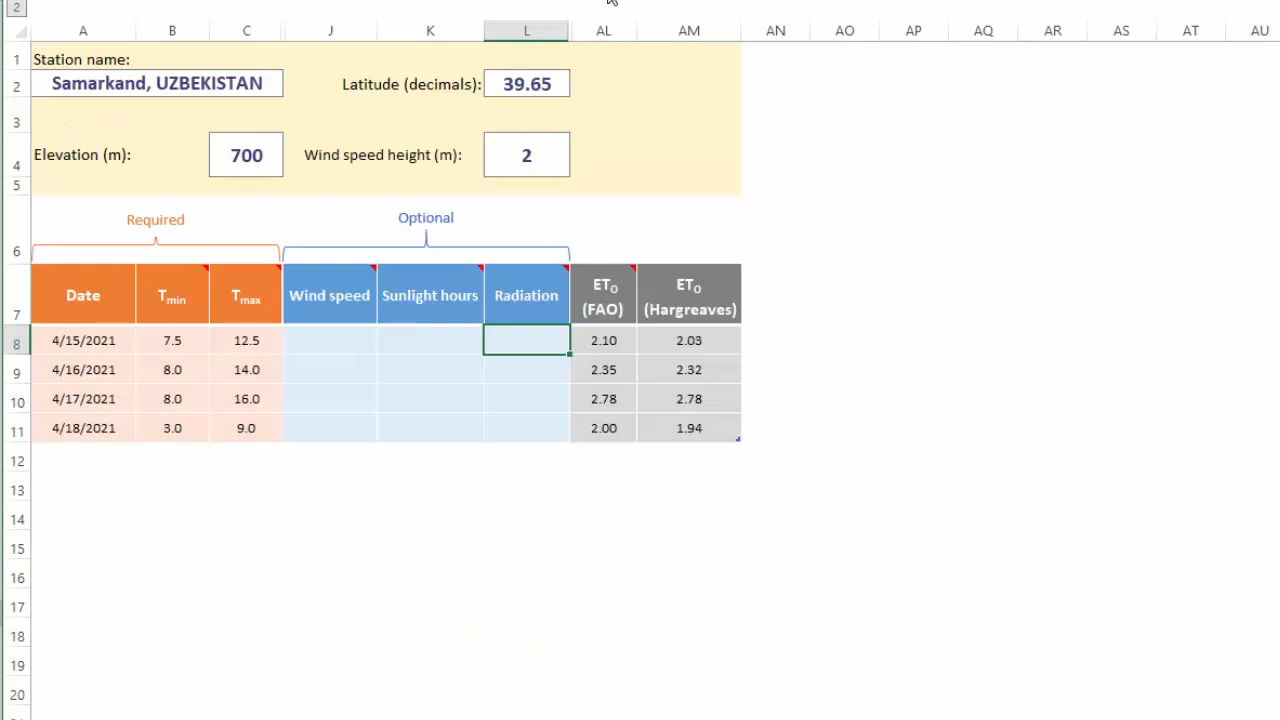 2
A B C J K L AL AM AN AO AP AQ AR AS AT AU
1 Station name:
2 Samarkand, UZBEKISTAN Latitude (decimals): 39.65
3
4 Elevation (m): 700 Wind speed height (m): 2
5
Required Optional
6
7 Date Tmin Tmax Wind speed Sunlight hours Radiation ETO (FAO) ETO (Hargreaves)
8 4/15/2021 7.5 12.5 2.10 2.03
9 4/16/2021 8.0 14.0 2.35 2.32
10 4/17/2021 8.0 16.0 2.78 2.78
11 4/18/2021 3.0 9.0 2.00 1.94
12
13
14
15
16
17
18
19
20